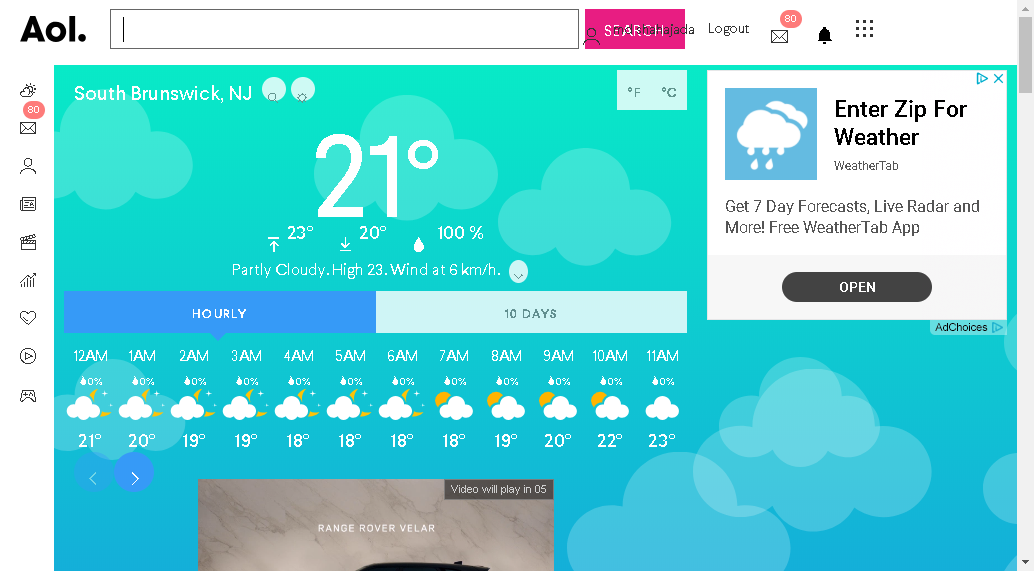 Aol.
SEARCH
Logout
80
80
South Brunswick, NJ
°F
°C
21°
23°
20°
100 %
Partly Cloudy. High 23. Wind at 6 km/h.
HOURLY
10 DAYS
12AM 1AM 2AM 3AM 4AM 5AM 6AM 7AM 8AM 9AM 10AM 11AM
0% 0% 0% 0% 0% 0% 0% 0% 0% 0% 0% 0%
21° 20° 19° 19° 18° 18° 18° 18° 19° 20° 22° 23°
Video will play in 05
RANGE ROVER VELAR
Enter Zip For
Weather
WeatherTab
Get 7 Day Forecasts, Live Radar and
More! Free WeatherTab App
OPEN
AdChoices